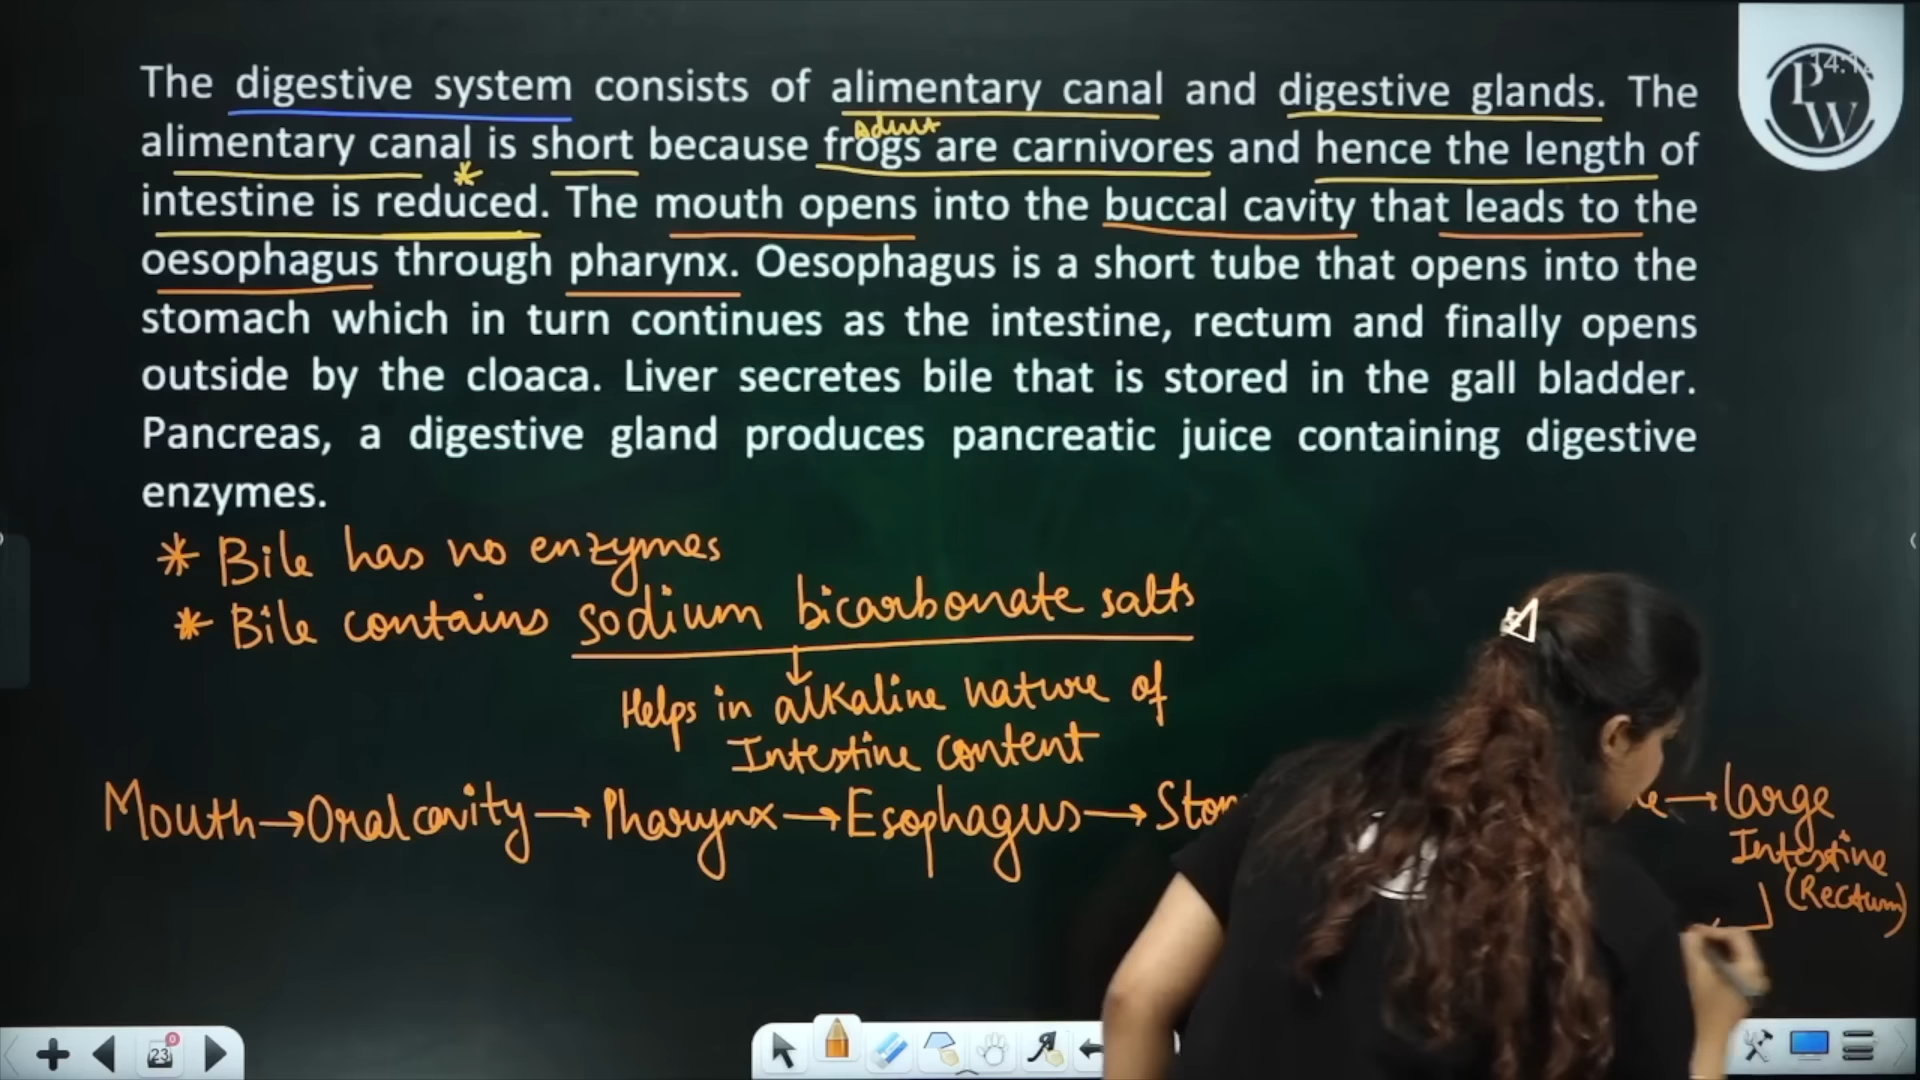 The digestive system consists of alimentary canal and digestive glands. The
adult
alimentary canal is short because frogs are carnivores and hence the length of
*
intestine is reduced. The mouth opens into the buccal cavity that leads to the
oesophagus through pharynx. Oesophagus is a short tube that opens into the
stomach which in turn continues as the intestine, rectum and finally opens
outside by the cloaca. Liver secretes bile that is stored in the gall bladder.
Pancreas, a digestive gland produces pancreatic juice containing digestive
enzymes.
* Bile has no enzymes
* Bile contains sodium bicarbonate salts
↓
Helps in alkaline nature of
Intestine content
Mouth → Oral cavity → Pharynx → Esophagus → → large
Intestine
(Rectum)
PW
23
0